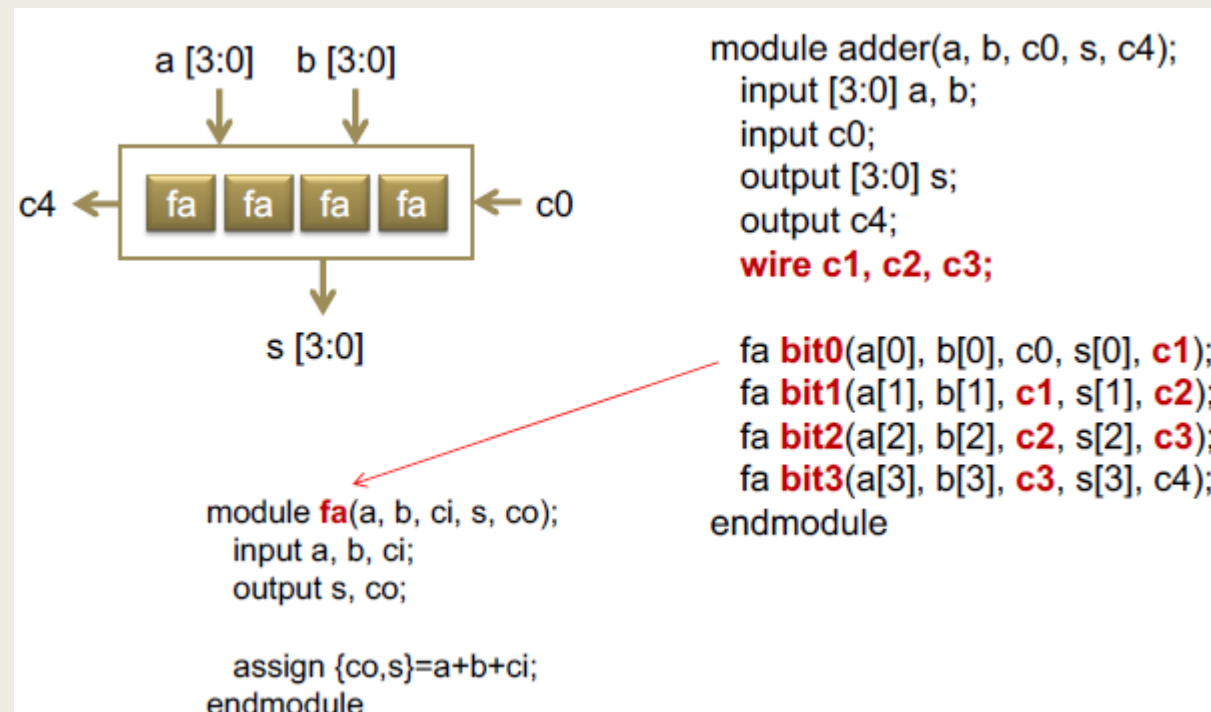 a [3:0] b [3:0]
c4 fa fa fa fa c0
s [3:0]
module fa(a, b, ci, s, co);
input a, b, ci;
output s, co;
assign {co,s}=a+b+ci;
endmodule
module adder(a, b, c0, s, c4);
input [3:0] a, b;
input c0;
output [3:0] s;
output c4;
wire c1, c2, c3;
fa bit0(a[0], b[0], c0, s[0], c1);
fa bit1(a[1], b[1], c1, s[1], c2);
fa bit2(a[2], b[2], c2, s[2], c3);
fa bit3(a[3], b[3], c3, s[3], c4);
endmodule